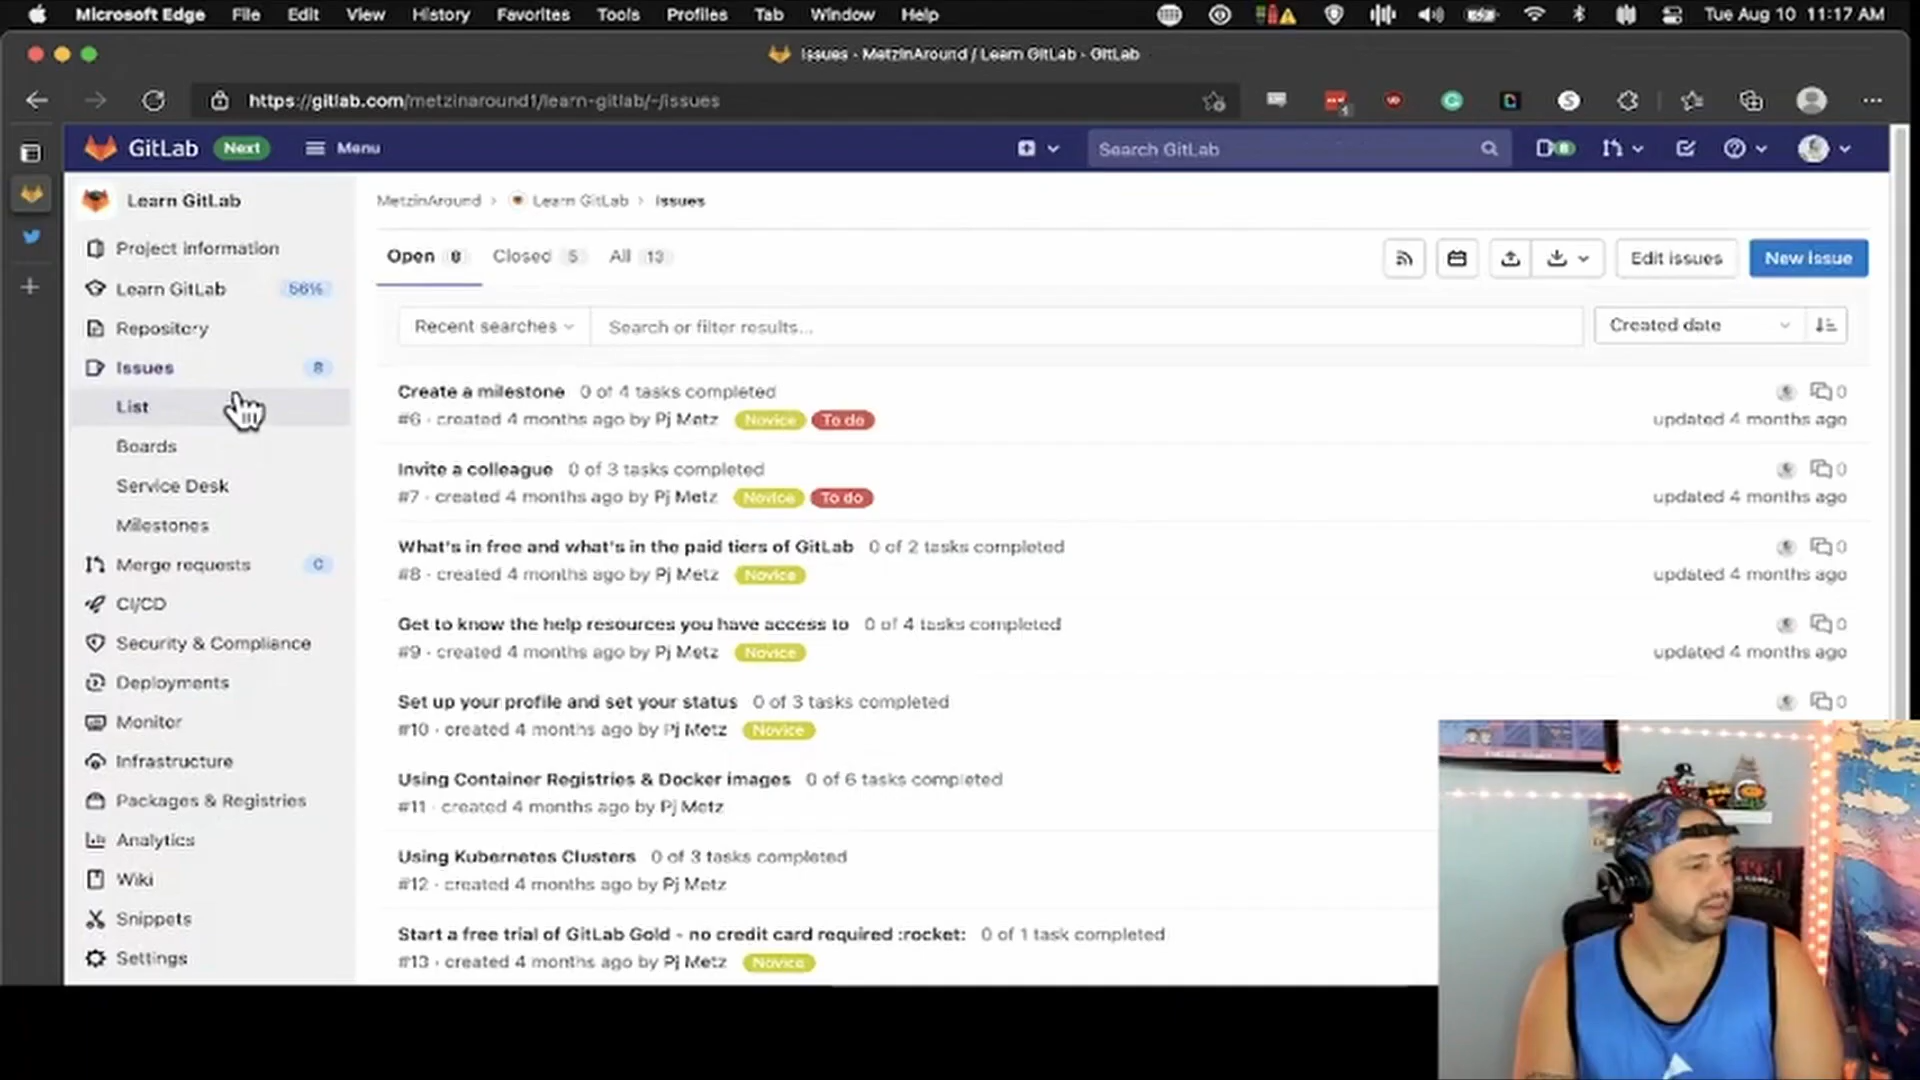 Microsoft Edge File Edit View History Favorites Tools Profiles Tab Window Help Tue Aug 10 11:17 AM
Issues · MetzinAround / Learn GitLab · GitLab
https://gitlab.com/metzinaround1/learn-gitlab/-/issues
GitLab Next Menu Search GitLab 8
Learn GitLab
Project information
Learn GitLab 56%
Repository
Issues 8
List
Boards
Service Desk
Milestones
Merge requests 0
CI/CD
Security & Compliance
Deployments
Monitor
Infrastructure
Packages & Registries
Analytics
Wiki
Snippets
Settings
MetzinAround › Learn GitLab › Issues
Open 8 Closed 5 All 13 Edit issues New issue
Recent searches Search or filter results... Created date
Create a milestone 0 of 4 tasks completed 0
#6 · created 4 months ago by Pj Metz Novice To do updated 4 months ago
Invite a colleague 0 of 3 tasks completed 0
#7 · created 4 months ago by Pj Metz Novice To do updated 4 months ago
What's in free and what's in the paid tiers of GitLab 0 of 2 tasks completed 0
#8 · created 4 months ago by Pj Metz Novice updated 4 months ago
Get to know the help resources you have access to 0 of 4 tasks completed 0
#9 · created 4 months ago by Pj Metz Novice updated 4 months ago
Set up your profile and set your status 0 of 3 tasks completed 0
#10 · created 4 months ago by Pj Metz Novice
Using Container Registries & Docker images 0 of 6 tasks completed
#11 · created 4 months ago by Pj Metz
Using Kubernetes Clusters 0 of 3 tasks completed
#12 · created 4 months ago by Pj Metz
Start a free trial of GitLab Gold - no credit card required :rocket: 0 of 1 task completed
#13 · created 4 months ago by Pj Metz Novice